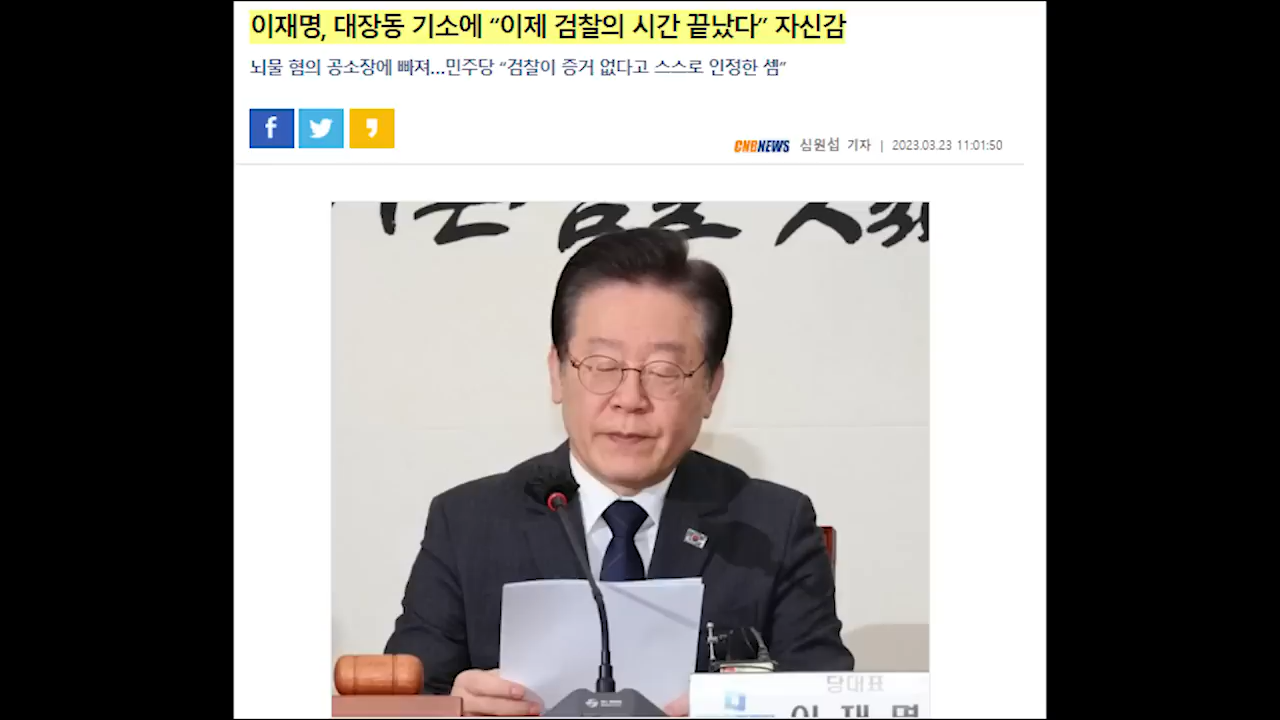 이재명, 대장동 기소에 “이제 검찰의 시간 끝났다” 자신감
뇌물 혐의 공소장에 빠져…민주당 “검찰이 증거 없다고 스스로 인정한 셈”
CNBNEWS 심원섭 기자 | 2023.03.23 11:01:50
당대표
이재명